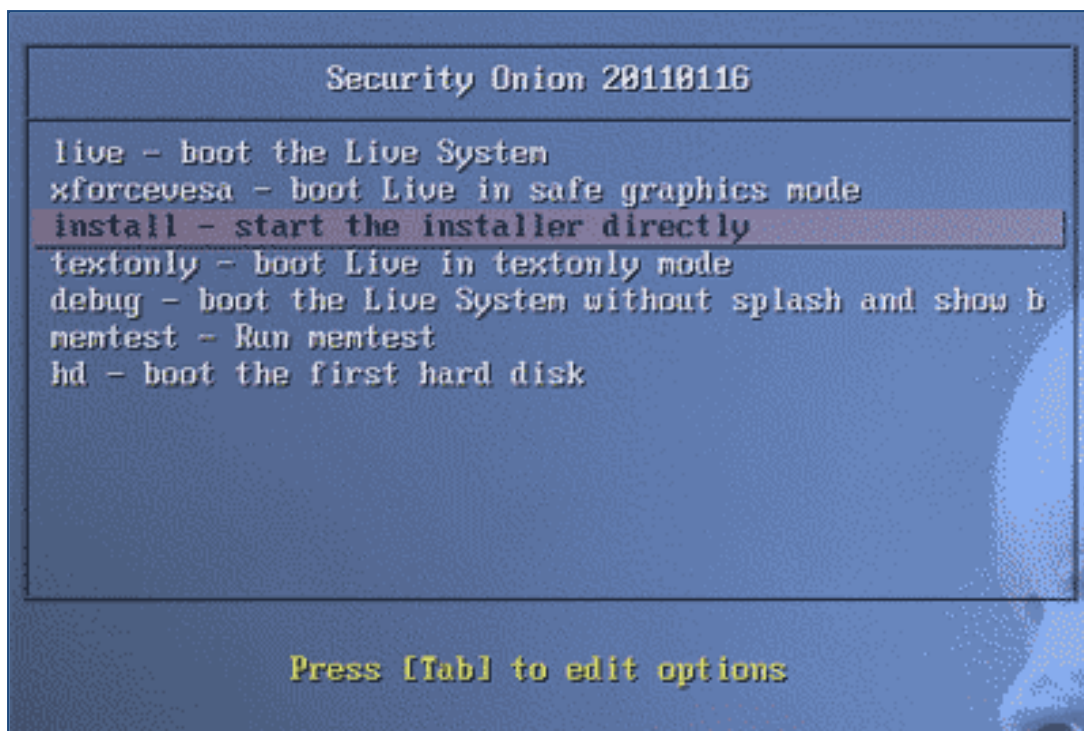 Security Onion 20110116
live - boot the Live System
xforcevesa - boot Live in safe graphics mode
install - start the installer directly
textonly - boot Live in textonly mode
debug - boot the Live System without splash and show b
memtest - Run memtest
hd - boot the first hard disk
Press [Tab] to edit options